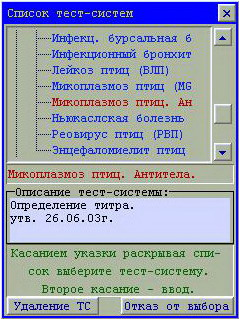 Список тест-систем
Инфекц. бурсальная б
Инфекционный бронхит
Лейкоз птиц (ВЛП)
Микоплазмоз птиц (MG
Микоплазмоз птиц. Ан
Ньюкаслская болезнь
Реовирус птиц (РВП)
Энцефаломиелит птиц
Микоплазмоз птиц. Антитела.
Описание тест-системы:
Определение титра.
утв. 26.06.03г.
Касанием указки раскрывая спи-
сок выберите тест-систему.
Второе касание - ввод.
Удаление ТС
Отказ от выбора